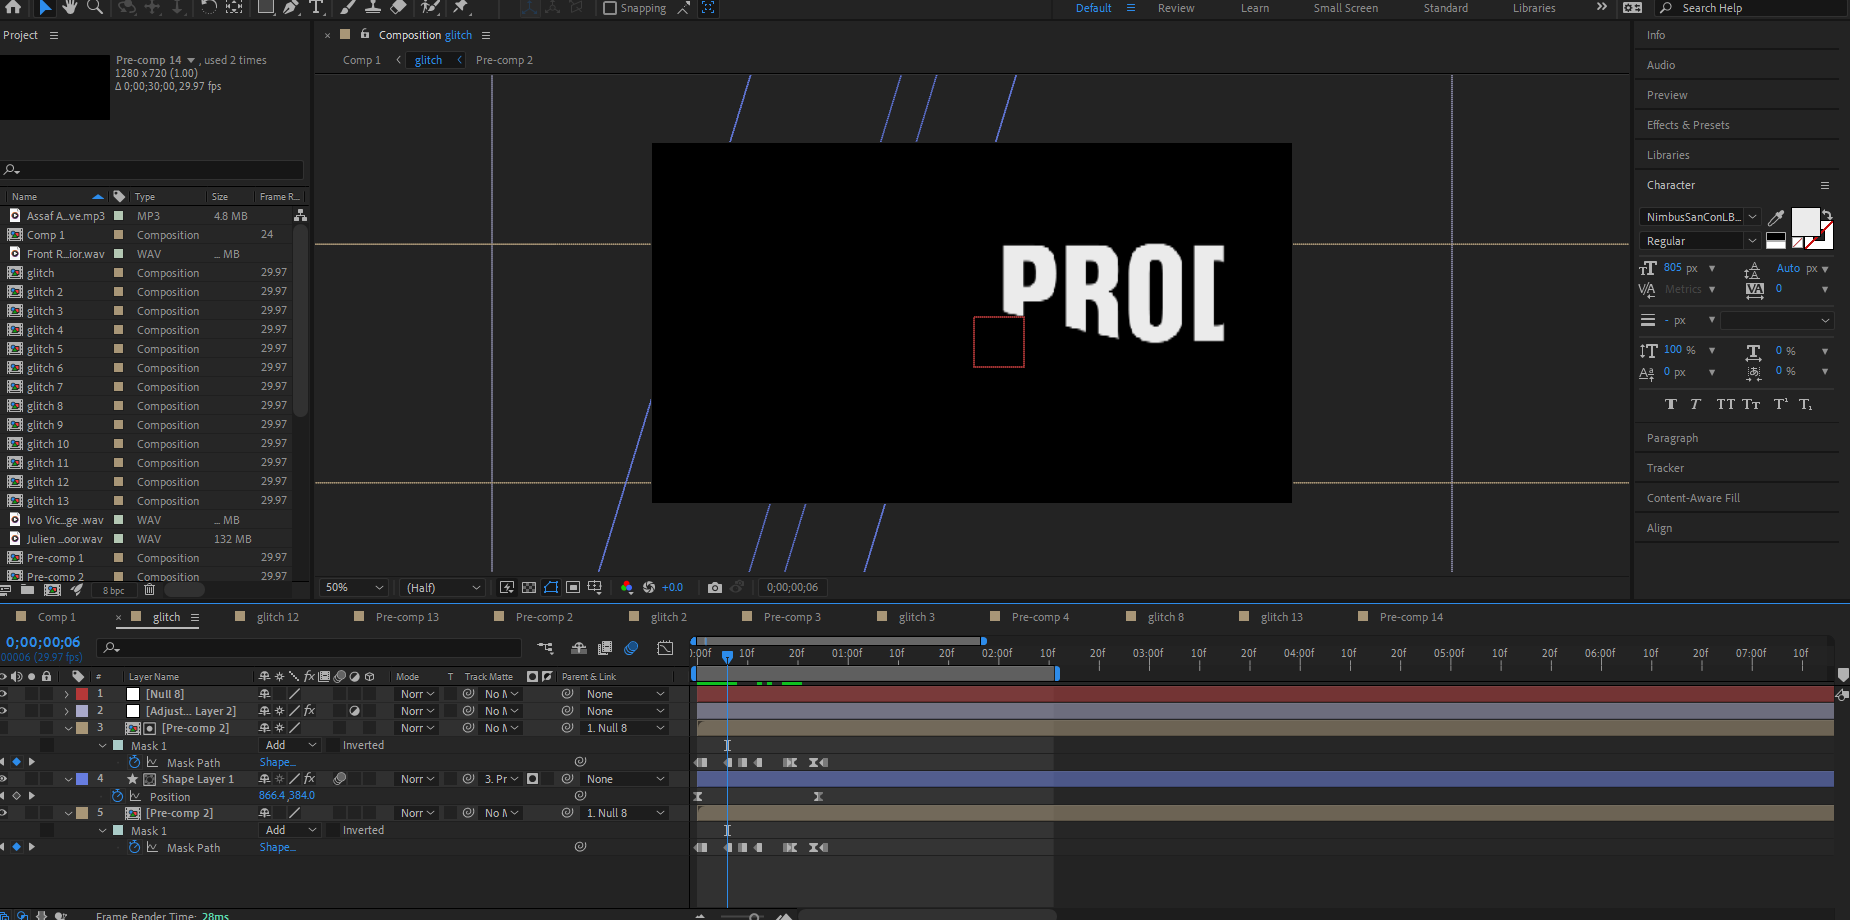 Snapping
Default
Review
Learn
Small Screen
Standard
Libraries
Search Help
Project
Composition glitch
Comp 1
glitch
Pre-comp 2
Pre-comp 14 , used 2 times
1280 x 720 (1.00)
Δ 0;00;30;00, 29.97 fps
Name Type Size Frame R...
Assaf A...ve.mp3 MP3 4.8 MB
Comp 1 Composition 24
Front R...ior.wav WAV ... MB
glitch Composition 29.97
glitch 2 Composition 29.97
glitch 3 Composition 29.97
glitch 4 Composition 29.97
glitch 5 Composition 29.97
glitch 6 Composition 29.97
glitch 7 Composition 29.97
glitch 8 Composition 29.97
glitch 9 Composition 29.97
glitch 10 Composition 29.97
glitch 11 Composition 29.97
glitch 12 Composition 29.97
glitch 13 Composition 29.97
Ivo Vic...ge .wav WAV ... MB
Julien ...oor.wav WAV 132 MB
Pre-comp 1 Composition 29.97
Pre-comp 2 Composition 29.97
8 bpc
PRO
50% (Half) +0.0 0;00;00;06
Info
Audio
Preview
Effects & Presets
Libraries
Character
NimbusSanConLB...
Regular
805 px Auto px
Metrics 0
- px
100 % 0 %
0 px 0 %
T T TT Tt T¹ T₁
Paragraph
Tracker
Content-Aware Fill
Align
Comp 1 glitch glitch 12 Pre-comp 13 Pre-comp 2 glitch 2 Pre-comp 3 glitch 3 Pre-comp 4 glitch 8 glitch 13 Pre-comp 14
0;00;00;06
00006 (29.97 fps)
):00f 10f 20f 01:00f 10f 20f 02:00f 10f 20f 03:00f 10f 20f 04:00f 10f 20f 05:00f 10f 20f 06:00f 10f 20f 07:00f 10f
# Layer Name Mode T Track Matte Parent & Link
1 [Null 8] Norr No M None
2 [Adjust... Layer 2] Norr No M None
3 [Pre-comp 2] Norr No M 1. Null 8
Mask 1 Add Inverted
Mask Path Shape...
4 Shape Layer 1 Norr 3. Pr None
Position 866.4,384.0
5 [Pre-comp 2] Norr No M 1. Null 8
Mask 1 Add Inverted
Mask Path Shape...
Frame Render Time: 28ms